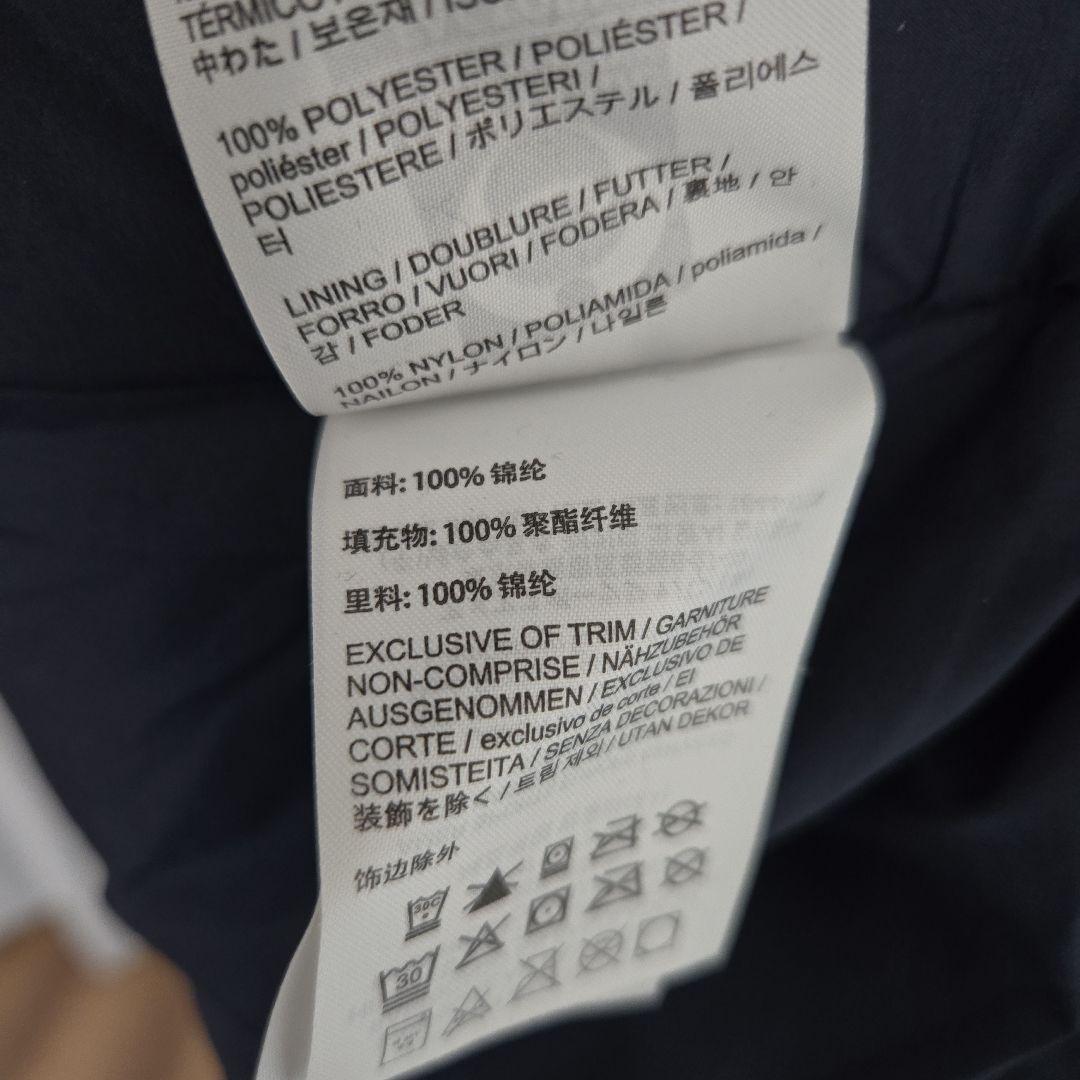 TÉRMICO
中わた / 보온재 /
100% POLYESTER / POLIÉSTER /
poliéster / POLYESTERI /
POLIESTERE / ポリエステル / 폴리에스
터
LINING / DOUBLURE / FUTTER /
FORRO / VUORI / FODERA / 裏地 / 안
감 / FODER
100% NYLON / POLIAMIDA / poliamida /
NAILON / ナイロン / 나일론
面料: 100% 锦纶
填充物: 100% 聚酯纤维
里料: 100% 锦纶
EXCLUSIVE OF TRIM / GARNITURE
NON-COMPRISE / NÄHZUBEHÖR
AUSGENOMMEN / EXCLUSIVO DE
CORTE / exclusivo de corte / EI
SOMISTEITA / SENZA DECORAZIONI /
装飾を除く / 트림 제외 / UTAN DEKOR
饰边除外
30C
30